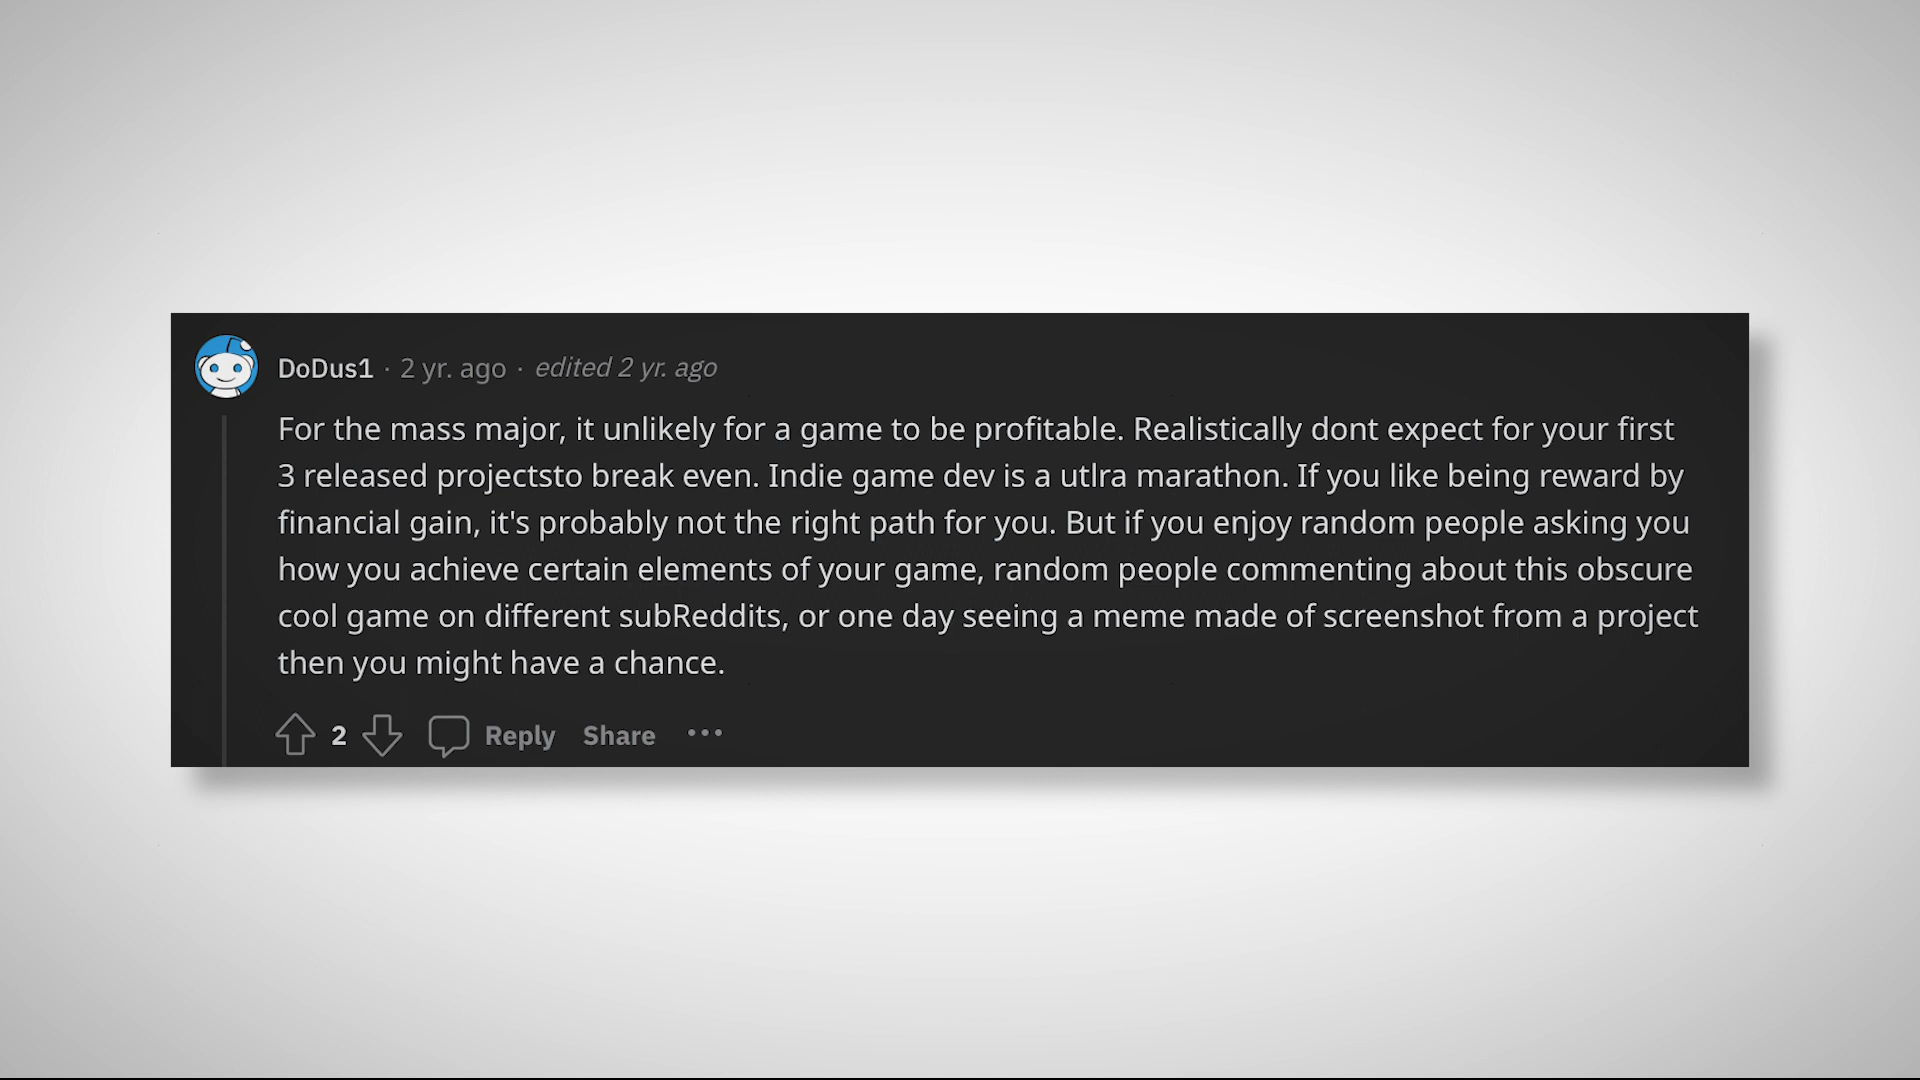 DoDus1 · 2 yr. ago · edited 2 yr. ago
For the mass major, it unlikely for a game to be profitable. Realistically dont expect for your first
3 released projectsto break even. Indie game dev is a utlra marathon. If you like being reward by
financial gain, it's probably not the right path for you. But if you enjoy random people asking you
how you achieve certain elements of your game, random people commenting about this obscure
cool game on different subReddits, or one day seeing a meme made of screenshot from a project
then you might have a chance.
2 Reply Share ···